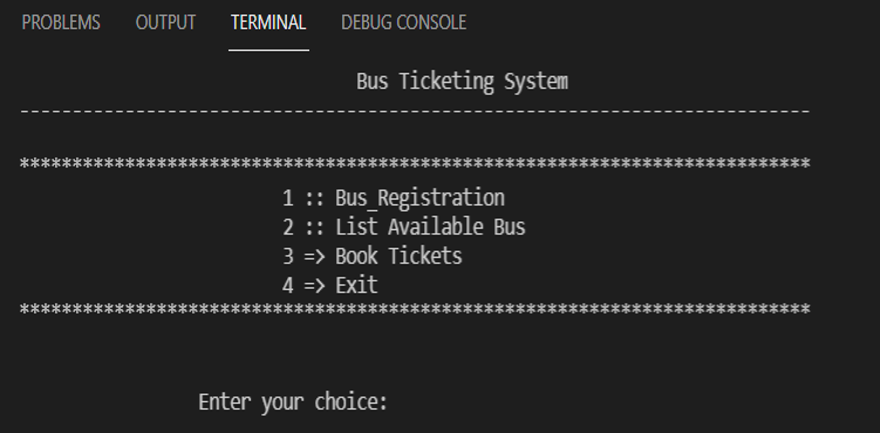 PROBLEMS OUTPUT TERMINAL DEBUG CONSOLE
Bus Ticketing System
---------------------------------------------------------------------------
***************************************************************************
1 :: Bus_Registration
2 :: List Available Bus
3 => Book Tickets
4 => Exit
***************************************************************************
Enter your choice: